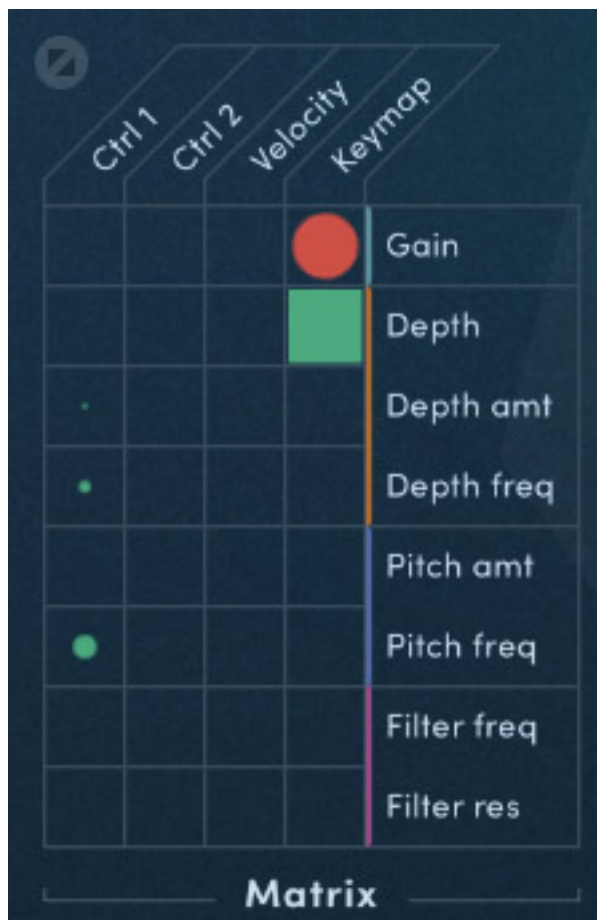 Ctrl 1
Ctrl 2
Velocity
Keymap
Gain
Depth
Depth amt
Depth freq
Pitch amt
Pitch freq
Filter freq
Filter res
Matrix